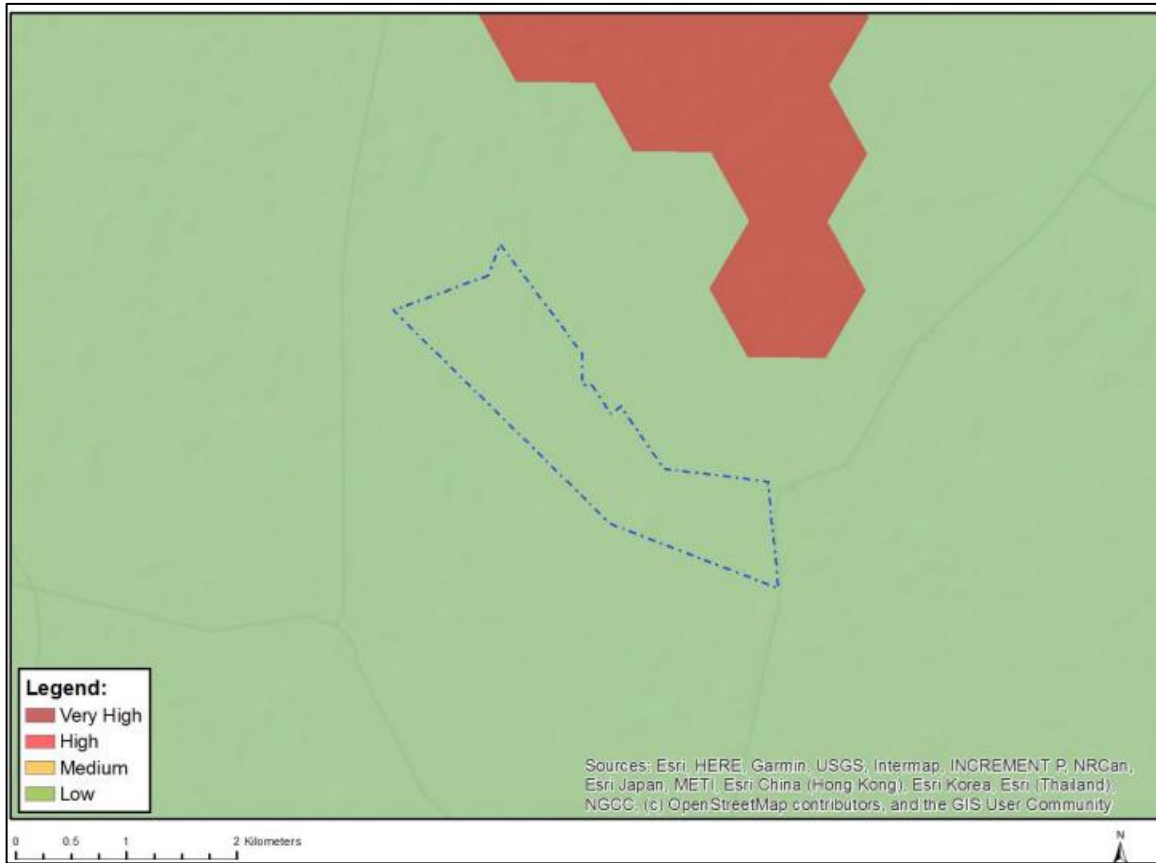 Legend:
Very High
High
Medium
Low
Sources: Esri, HERE, Garmin, USGS, Intermap, INCREMENT P, NRCan,
Esri Japan, METI, Esri China (Hong Kong), Esri Korea, Esri (Thailand),
NGCC, (c) OpenStreetMap contributors, and the GIS User Community
0 0.5 1 2 Kilometers
N